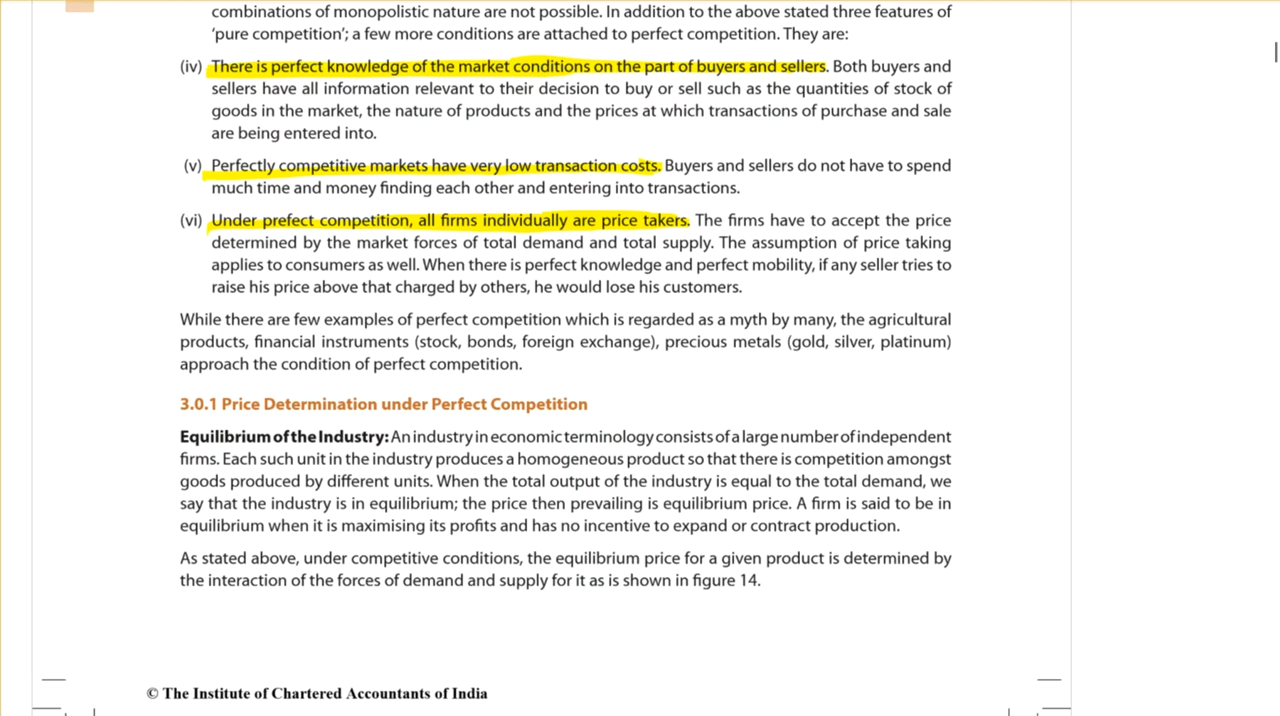 combinations of monopolistic nature are not possible. In addition to the above stated three features of
‘pure competition’; a few more conditions are attached to perfect competition. They are:
(iv) There is perfect knowledge of the market conditions on the part of buyers and sellers. Both buyers and
sellers have all information relevant to their decision to buy or sell such as the quantities of stock of
goods in the market, the nature of products and the prices at which transactions of purchase and sale
are being entered into.
(v) Perfectly competitive markets have very low transaction costs. Buyers and sellers do not have to spend
much time and money finding each other and entering into transactions.
(vi) Under prefect competition, all firms individually are price takers. The firms have to accept the price
determined by the market forces of total demand and total supply. The assumption of price taking
applies to consumers as well. When there is perfect knowledge and perfect mobility, if any seller tries to
raise his price above that charged by others, he would lose his customers.
While there are few examples of perfect competition which is regarded as a myth by many, the agricultural
products, financial instruments (stock, bonds, foreign exchange), precious metals (gold, silver, platinum)
approach the condition of perfect competition.
3.0.1 Price Determination under Perfect Competition
Equilibrium of the Industry: An industry in economic terminology consists of a large number of independent
firms. Each such unit in the industry produces a homogeneous product so that there is competition amongst
goods produced by different units. When the total output of the industry is equal to the total demand, we
say that the industry is in equilibrium; the price then prevailing is equilibrium price. A firm is said to be in
equilibrium when it is maximising its profits and has no incentive to expand or contract production.
As stated above, under competitive conditions, the equilibrium price for a given product is determined by
the interaction of the forces of demand and supply for it as is shown in figure 14.
© The Institute of Chartered Accountants of India